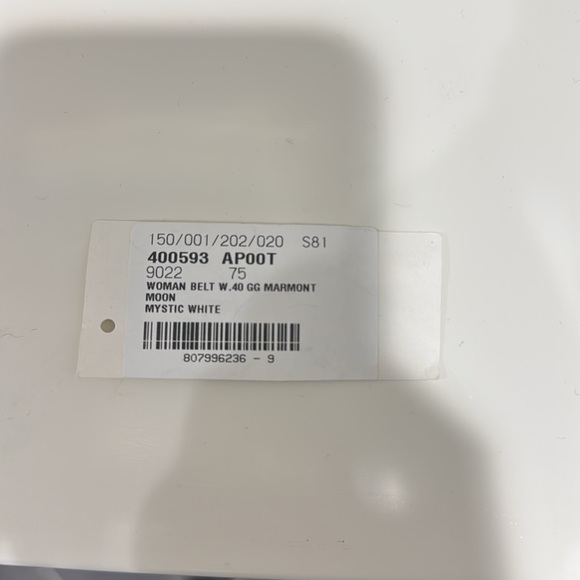 150/001/202/020 S81
400593 AP00T
9022 75
WOMAN BELT W.40 GG MARMONT
MOON
MYSTIC WHITE
807996236 - 9